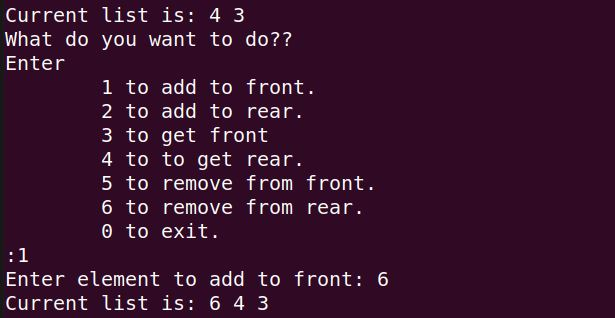 Current list is: 4 3
What do you want to do??
Enter
1 to add to front.
2 to add to rear.
3 to get front
4 to to get rear.
5 to remove from front.
6 to remove from rear.
0 to exit.
:1
Enter element to add to front: 6
Current list is: 6 4 3